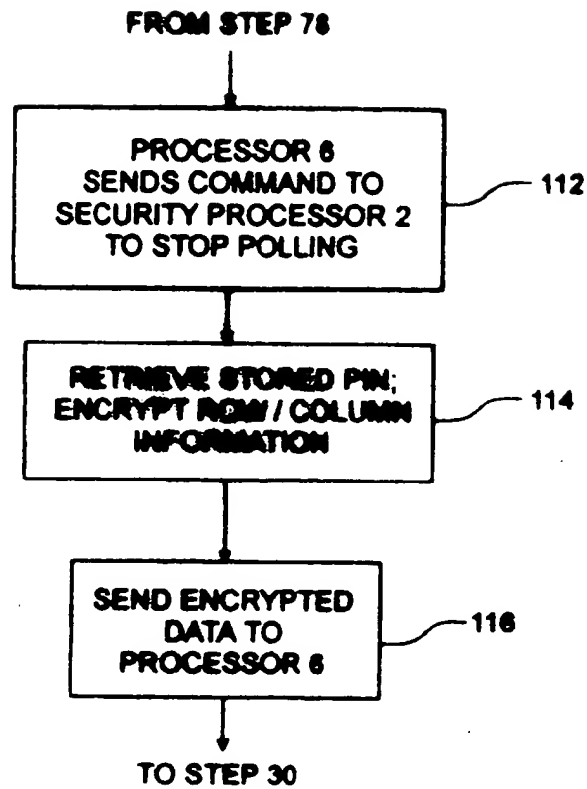 FROM STEP 78
PROCESSOR 6
SENDS COMMAND TO
SECURITY PROCESSOR 2
TO STOP POLLING
112
RETRIEVE STORED PIN;
ENCRYPT ROW / COLUMN
INFORMATION
114
SEND ENCRYPTED
DATA TO
PROCESSOR 6
116
TO STEP 30